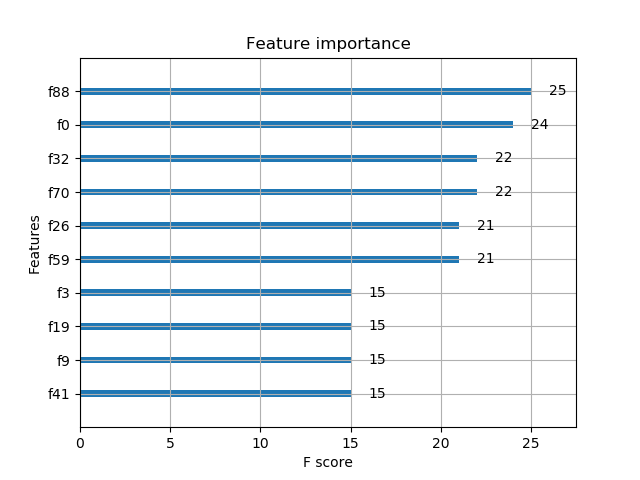 Feature importance
Features
f88 25
f0 24
f32 22
f70 22
f26 21
f59 21
f3 15
f19 15
f9 15
f41 15
0 5 10 15 20 25
F score